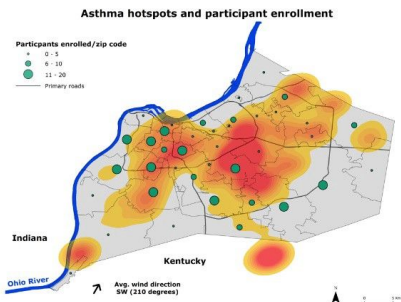 Asthma hotspots and participant enrollment
Particpants enrolled/zip code
0 - 5
6 - 10
11 - 20
Primary roads
Indiana
Kentucky
Ohio River
Avg. wind direction
SW (210 degrees)
N
0